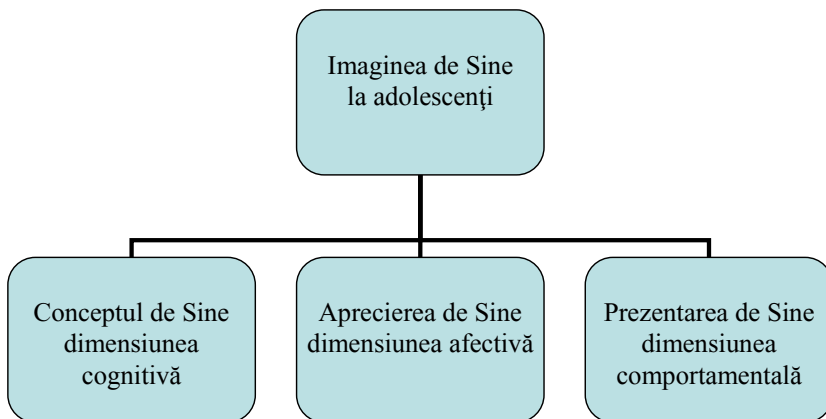 Imaginea de Sine
la adolescenţi
Conceptul de Sine
dimensiunea
cognitivă
Aprecierea de Sine
dimensiunea afectivă
Prezentarea de Sine
dimensiunea
comportamentală